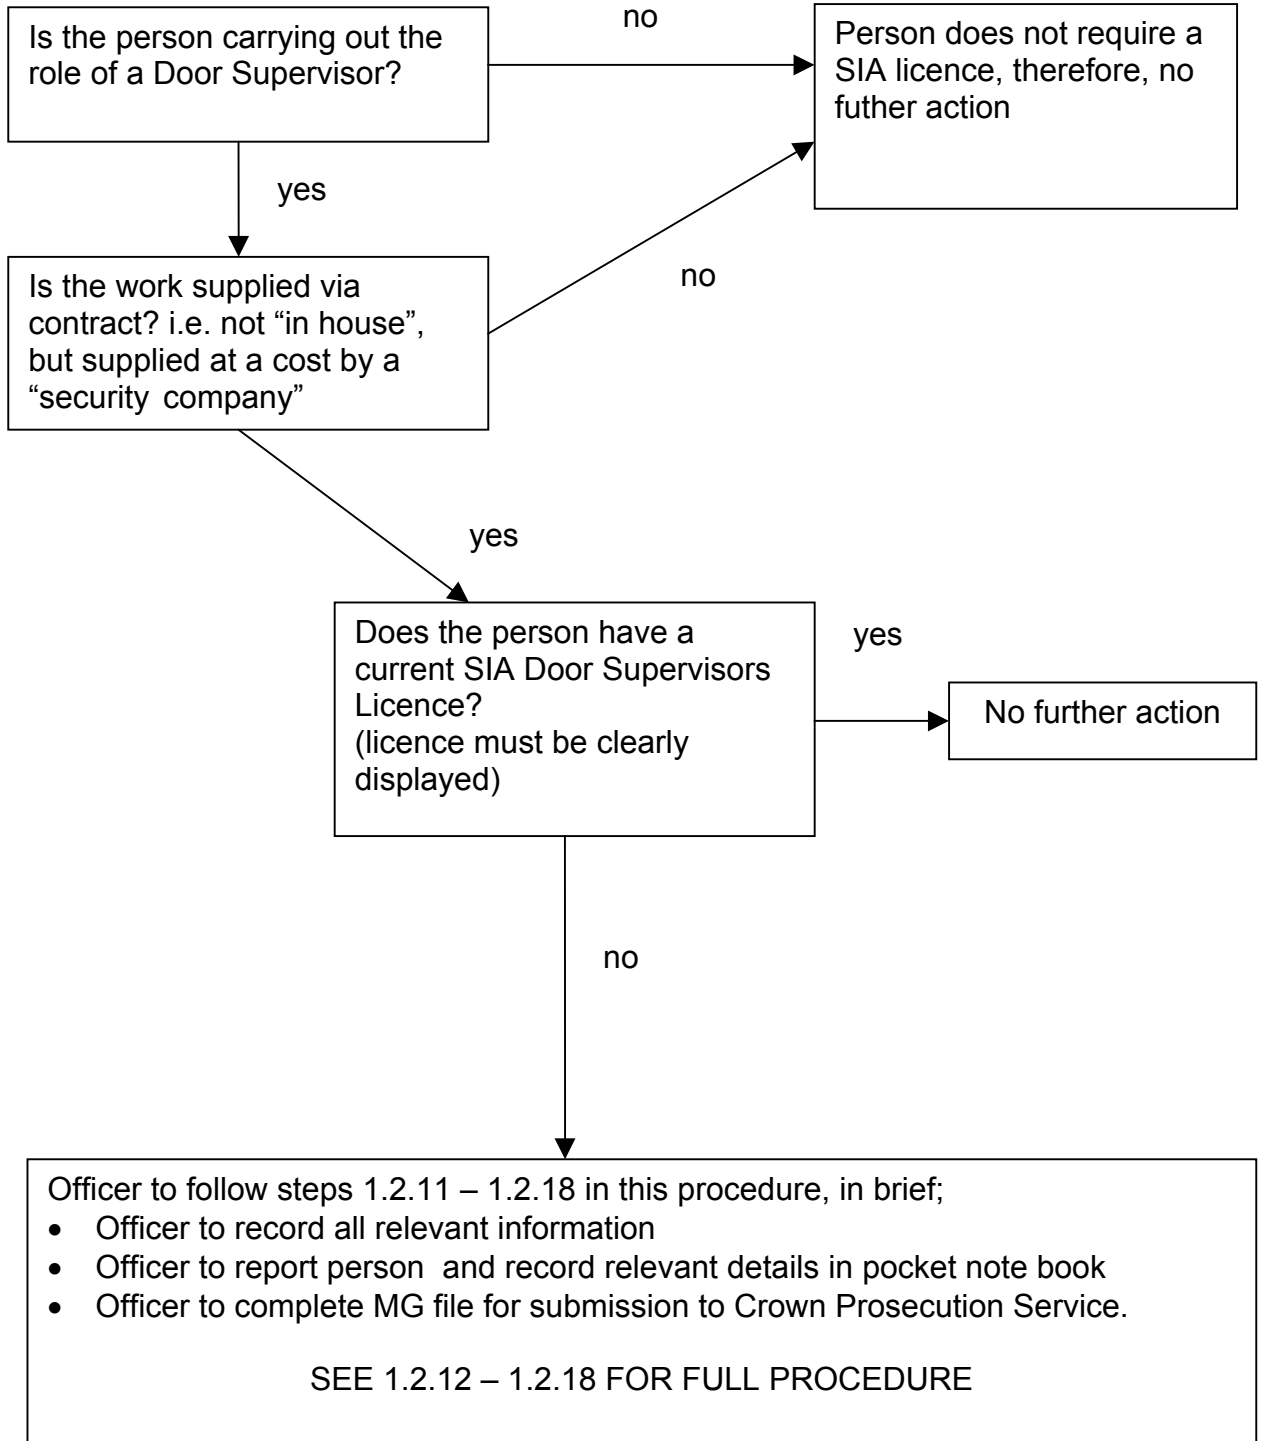 Is the person carrying out the
role of a Door Supervisor?
no
Person does not require a
SIA licence, therefore, no
futher action
yes
Is the work supplied via
contract? i.e. not “in house”,
but supplied at a cost by a
“security company”
no
yes
Does the person have a
current SIA Door Supervisors
Licence?
(licence must be clearly
displayed)
yes
No further action
no
Officer to follow steps 1.2.11 – 1.2.18 in this procedure, in brief;
• Officer to record all relevant information
• Officer to report person and record relevant details in pocket note book
• Officer to complete MG file for submission to Crown Prosecution Service.
SEE 1.2.12 – 1.2.18 FOR FULL PROCEDURE